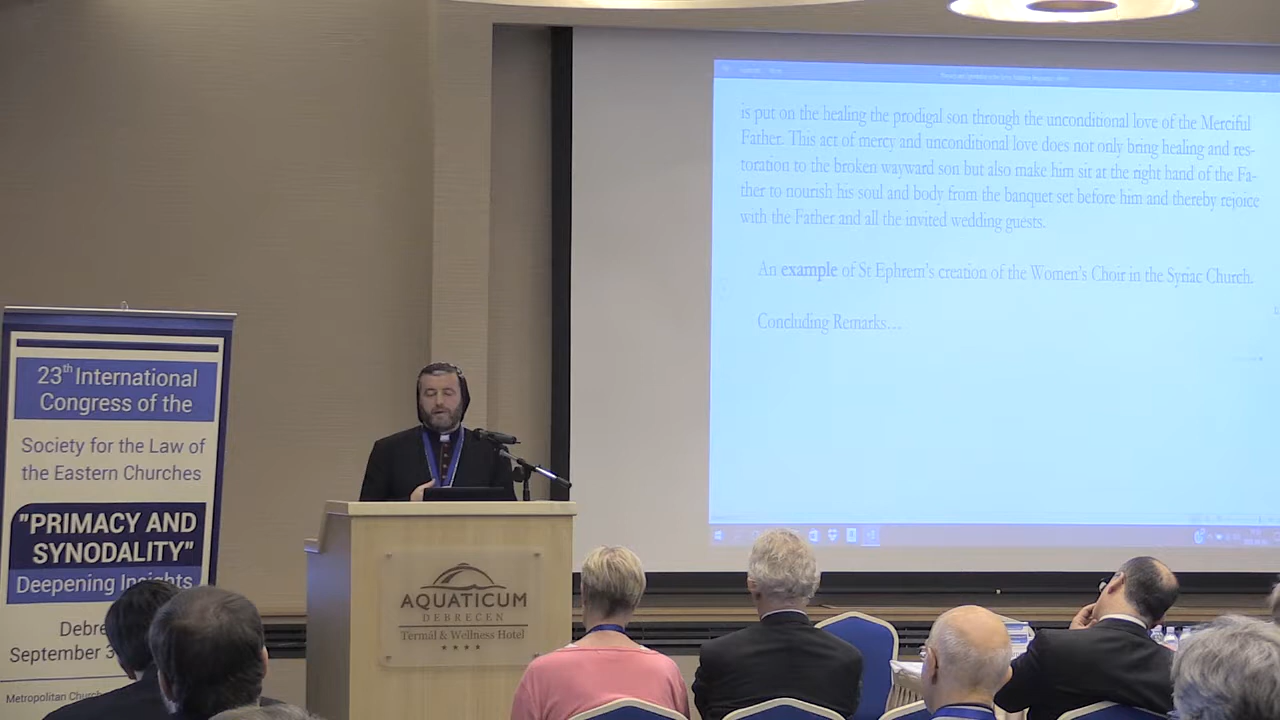 is put on the healing the prodigal son through the unconditional love of the Merciful
Father. This act of mercy and unconditional love does not only bring healing and res-
toration to the broken wayward son but also make him sit at the right hand of the Fa-
ther to nourish his soul and body from the banquet set before him and thereby rejoice
with the Father and all the invited wedding guests.
An example of St Ephrem's creation of the Women's Choir in the Syriac Church.
Concluding Remarks...
23th International
Congress of the
Society for the Law of
the Eastern Churches
"PRIMACY AND
SYNODALITY"
Deepening Insights
Debre
September 3
Metropolitan Church
AQUATICUM
DEBRECEN
Termál & Wellness Hotel